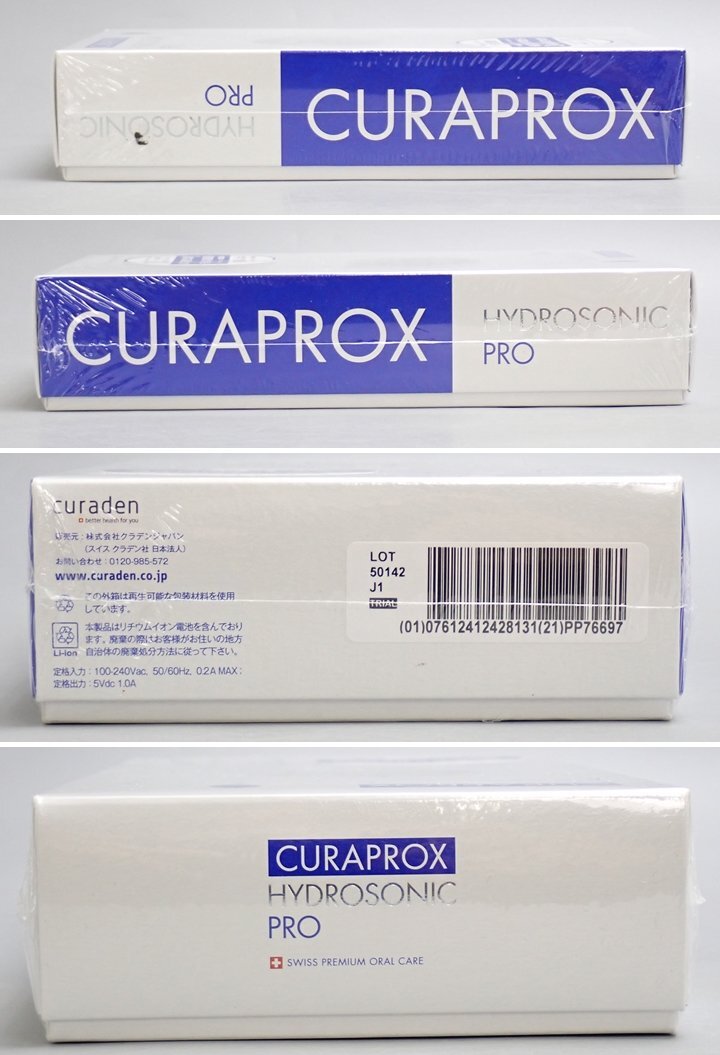 CURAPROX
HYDROSONIC
PRO
CURAPROX
HYDROSONIC
PRO
curaden
better health for you
販売元：株式会社クラデンジャパン
（スイス クラデン社 日本法人）
お問い合わせ：0120-985-572
www.curaden.co.jp
この外箱は再生可能な包装材料を使用
しています。
Li-ion
本製品はリチウムイオン電池を含んでおり
ます。廃棄の際はお客様がお住いの地方
自治体の廃棄処分方法に従って下さい。
定格入力：100-240Vac, 50/60Hz, 0.2A MAX：
定格出力：5Vdc 1.0A
LOT
50142
J1
TRIAL
(01)07612412428131(21)PP76697
CURAPROX
HYDROSONIC
PRO
SWISS PREMIUM ORAL CARE